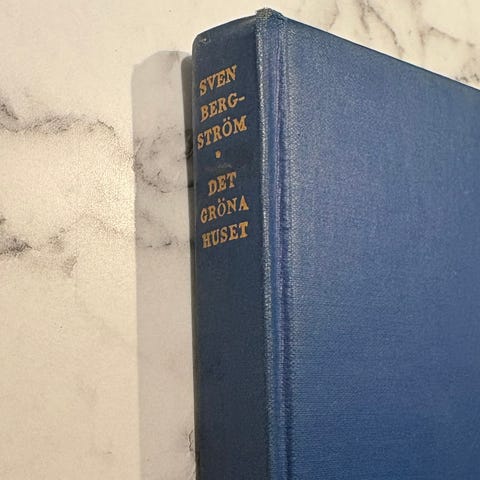 SVEN
BERG-
STRÖM
•
DET
GRÖNA
HUSET